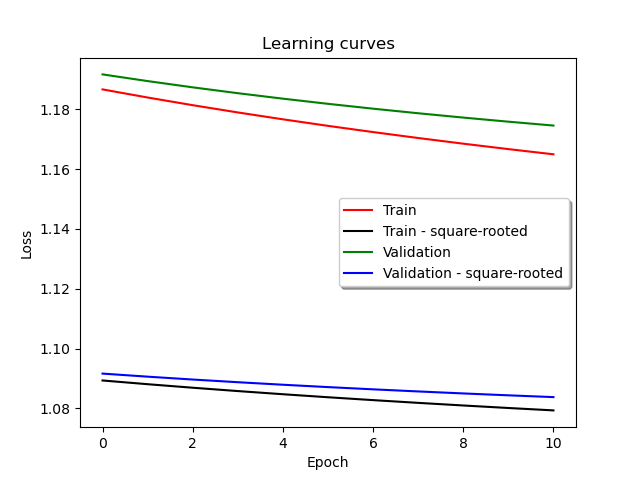 Learning curves
Loss
1.18
1.16
1.14
1.12
1.10
1.08
Train
Train - square-rooted
Validation
Validation - square-rooted
0 2 4 6 8 10
Epoch